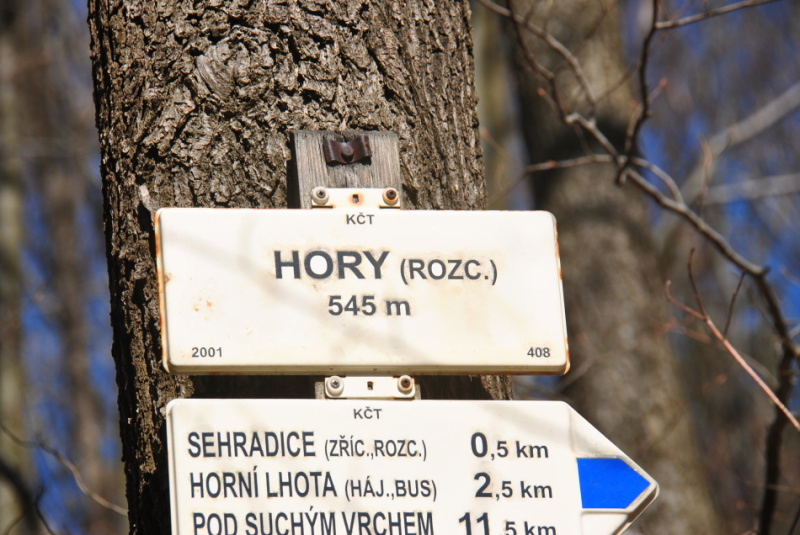 KČT
HORY (ROZC.)
545 m
2001 408
KČT
SEHRADICE (ZŘÍC.,ROZC.) 0,5 km
HORNÍ LHOTA (HÁJ.,BUS) 2,5 km
POD SUCHÝM VRCHEM 11,5 km